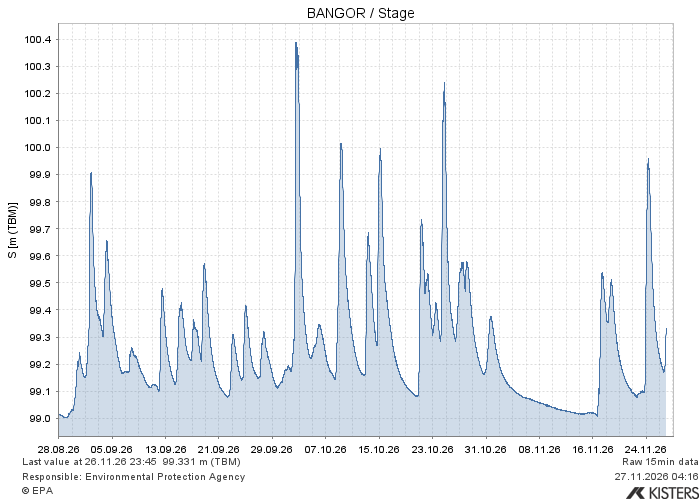 BANGOR / Stage
S [m (TBM)]
100.4
100.3
100.2
100.1
100.0
99.9
99.8
99.7
99.6
99.5
99.4
99.3
99.2
99.1
99.0
28.08.26 05.09.26 13.09.26 21.09.26 29.09.26 07.10.26 15.10.26 23.10.26 31.10.26 08.11.26 16.11.26 24.11.26
Last value at 26.11.26 23:45 99.331 m (TBM) Raw 15min data
Responsible: Environmental Protection Agency 27.11.2026 04:16
© EPA KISTERS